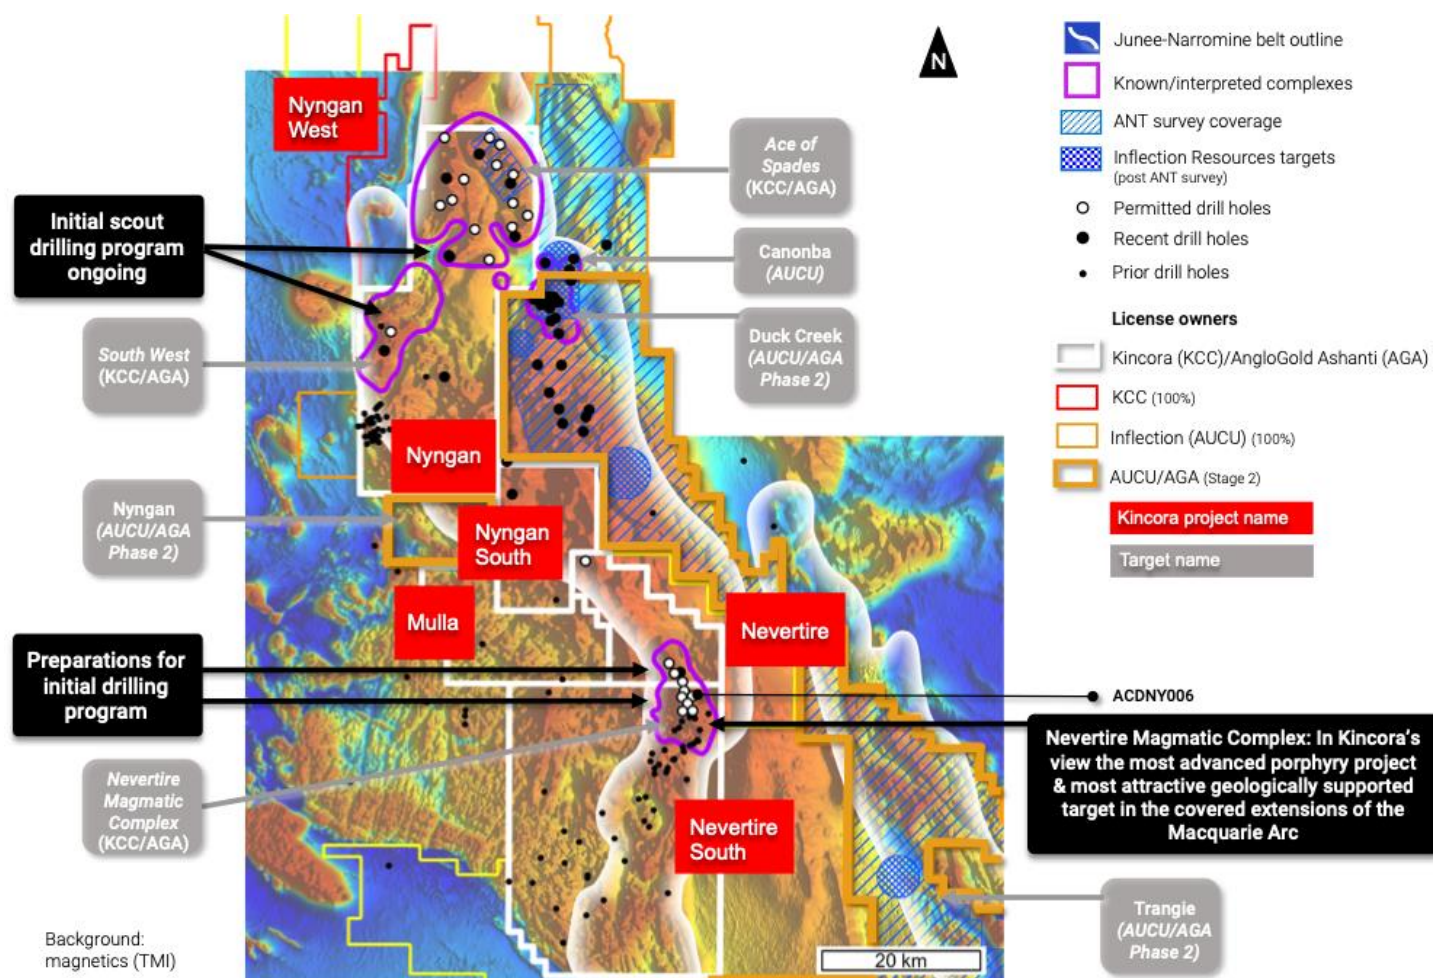 Nyngan
West
N
Initial scout
drilling program
ongoing
South West
(KCC/AGA)
Nyngan
(AUCU/AGA
Phase 2)
Ace of
Spades
(KCC/AGA)
Canonba
(AUCU)
Duck Creek
(AUCU/AGA
Phase 2)
Nyngan
Nyngan
South
Mulla
Nevertire
Preparations for
initial drilling
program
Nevertire
Magmatic
Complex
(KCC/AGA)
Nevertire
South
ACDNY006
Nevertire Magmatic Complex: In Kincora's
view the most advanced porphyry project
& most attractive geologically supported
target in the covered extensions of the
Macquarie Arc
Trangie
(AUCU/AGA
Phase 2)
Background:
magnetics (TMI)
20 km
Junee-Narromine belt outline
Known/interpreted complexes
ANT survey coverage
Inflection Resources targets
(post ANT survey)
Permitted drill holes
Recent drill holes
Prior drill holes
License owners
Kincora (KCC)/AngloGold Ashanti (AGA)
KCC (100%)
Inflection (AUCU) (100%)
AUCU/AGA (Stage 2)
Kincora project name
Target name